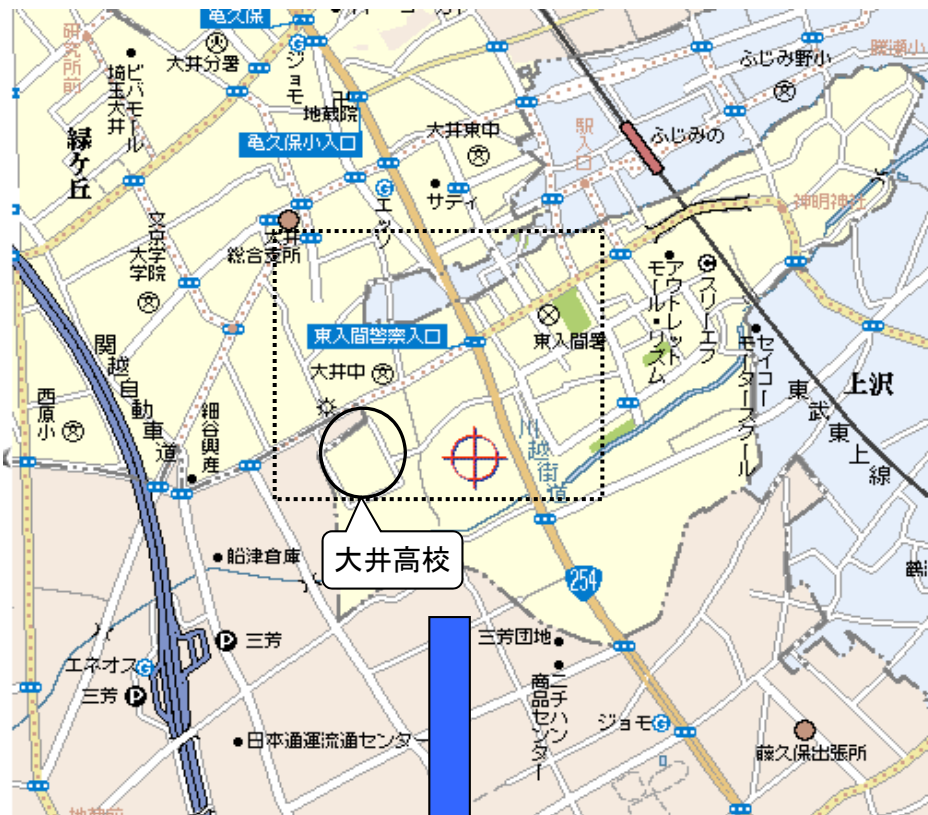 亀久保
大井分署
ジョモ
研究所前
ビバモール
埼玉大井
地蔵院
緑ヶ丘
亀久保小入口
大井東中
サティ
エッソ
駅入口
ふじみの
ふじみ野小
勝瀬小
神明神社
文京学院
大学院
大井
総合支所
東入間警察入口
東入間署
アウトレット
モール・リズム
スリーエフ
セイコー
モータースクール
上沢
東武東上線
大井中
西原小
関越自動車道
細谷興産
川越街道
大井高校
船津倉庫
254
P 三芳
エネオス G
三芳 P
三芳団地
ニチハン
商品センター
ジョモ G
日本通運流通センター
藤久保出張所